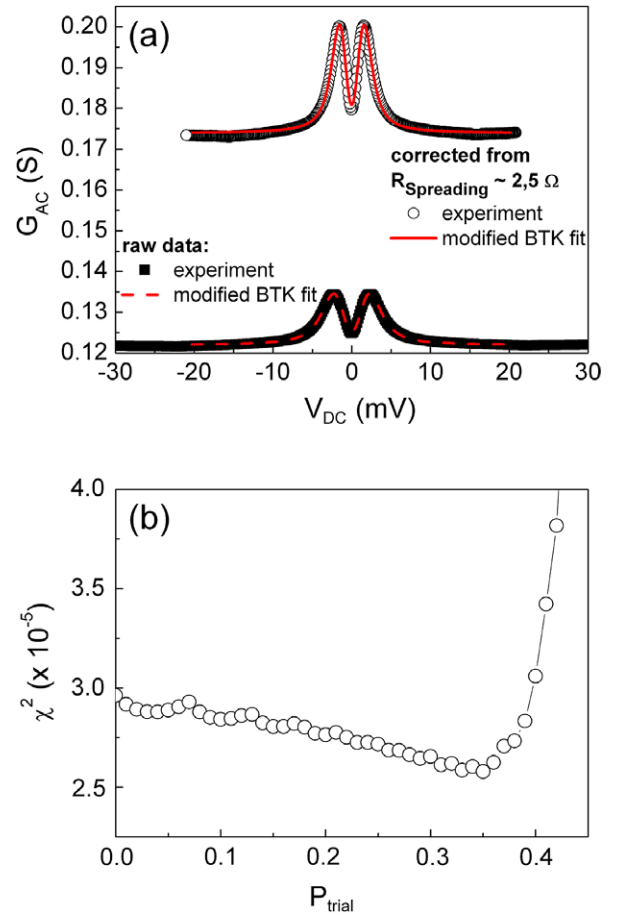 (a)
0.20
0.19
0.18
0.17
0.16
0.15
0.14
0.13
0.12
G_AC (S)
corrected from
R_Spreading ~ 2,5 Ω
experiment
modified BTK fit
raw data:
experiment
modified BTK fit
-30 -20 -10 0 10 20 30
V_DC (mV)
(b)
4.0
3.5
3.0
2.5
χ² (x 10⁻⁵)
0.0 0.1 0.2 0.3 0.4
P_trial